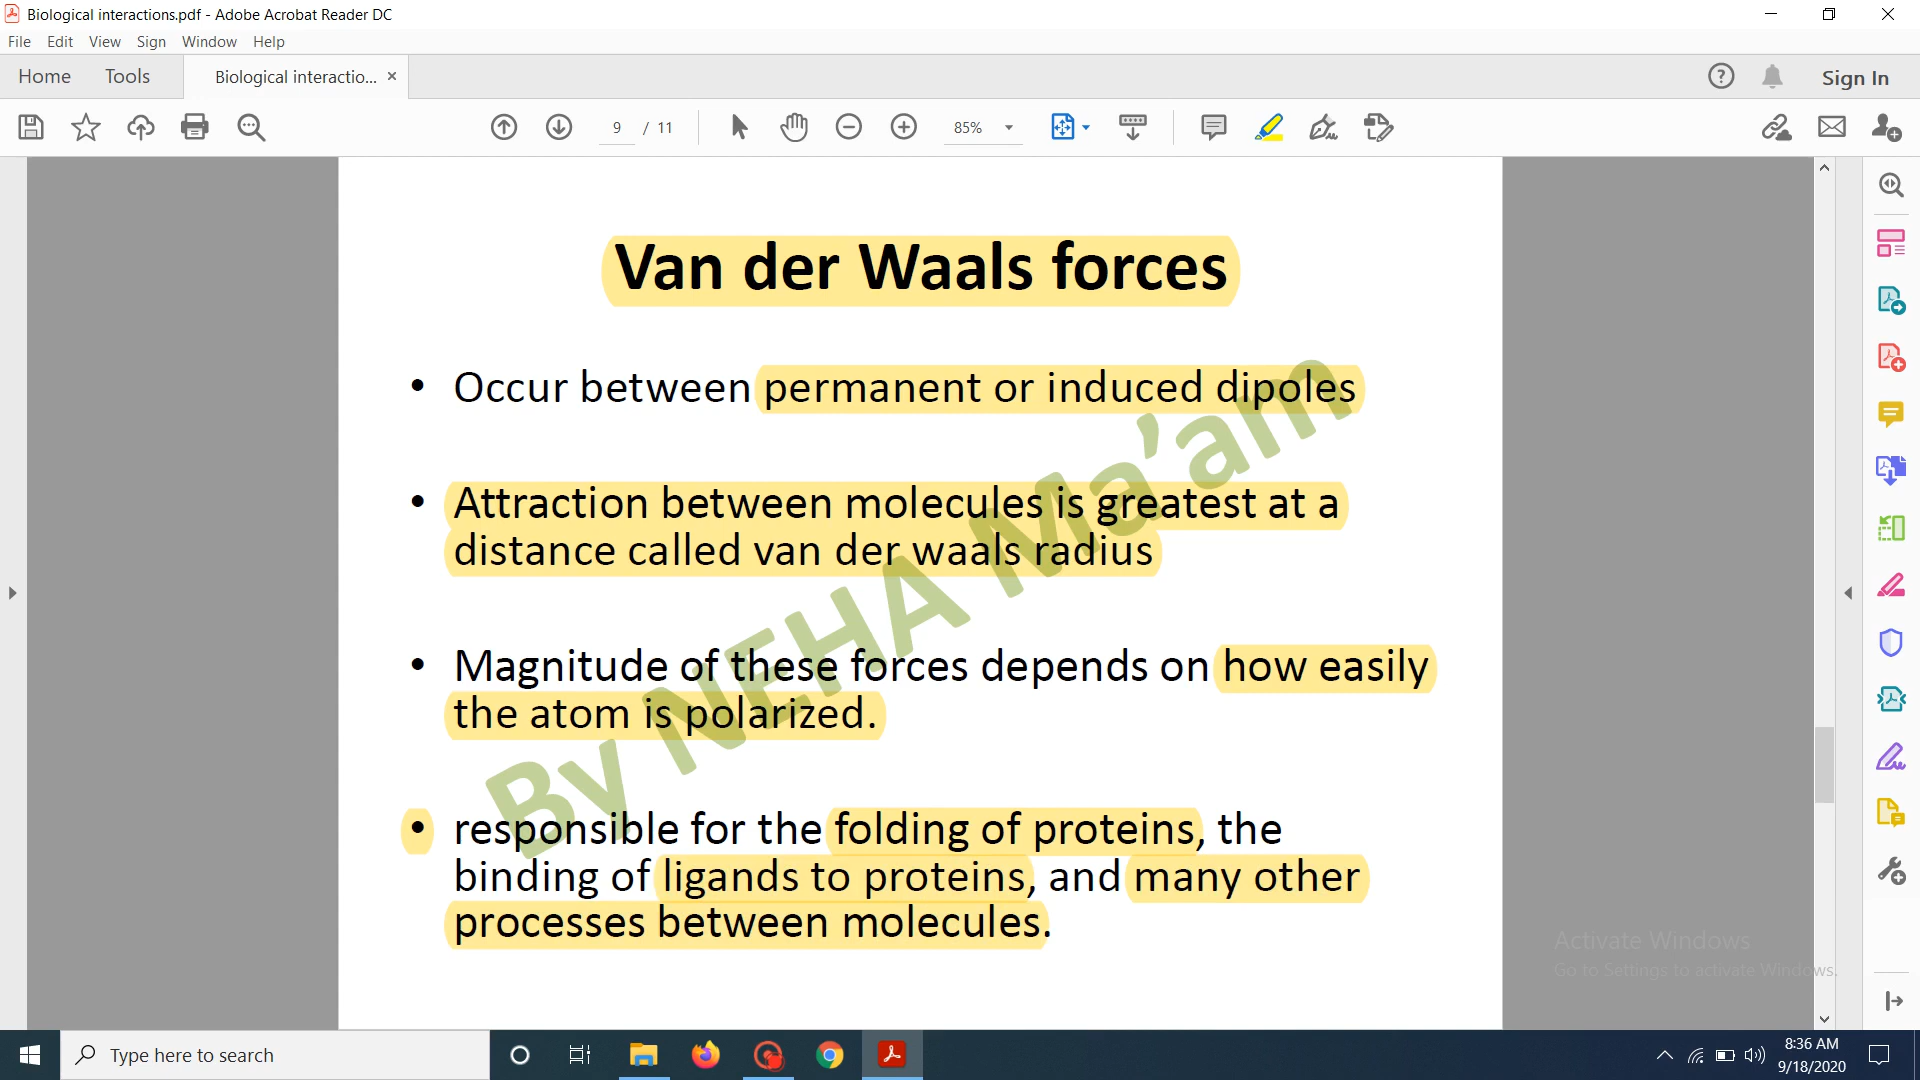 Biological interactions.pdf - Adobe Acrobat Reader DC
File Edit View Sign Window Help
Home Tools Biological interactio... × ? Sign In
9 / 11 85%
Van der Waals forces
• Occur between permanent or induced dipoles
• Attraction between molecules is greatest at a
distance called van der waals radius
• Magnitude of these forces depends on how easily
the atom is polarized.
• responsible for the folding of proteins, the
binding of ligands to proteins, and many other
processes between molecules.
By NEHA Ma'am
Activate Windows
Go to Settings to activate Windows.
Type here to search
8:36 AM
9/18/2020